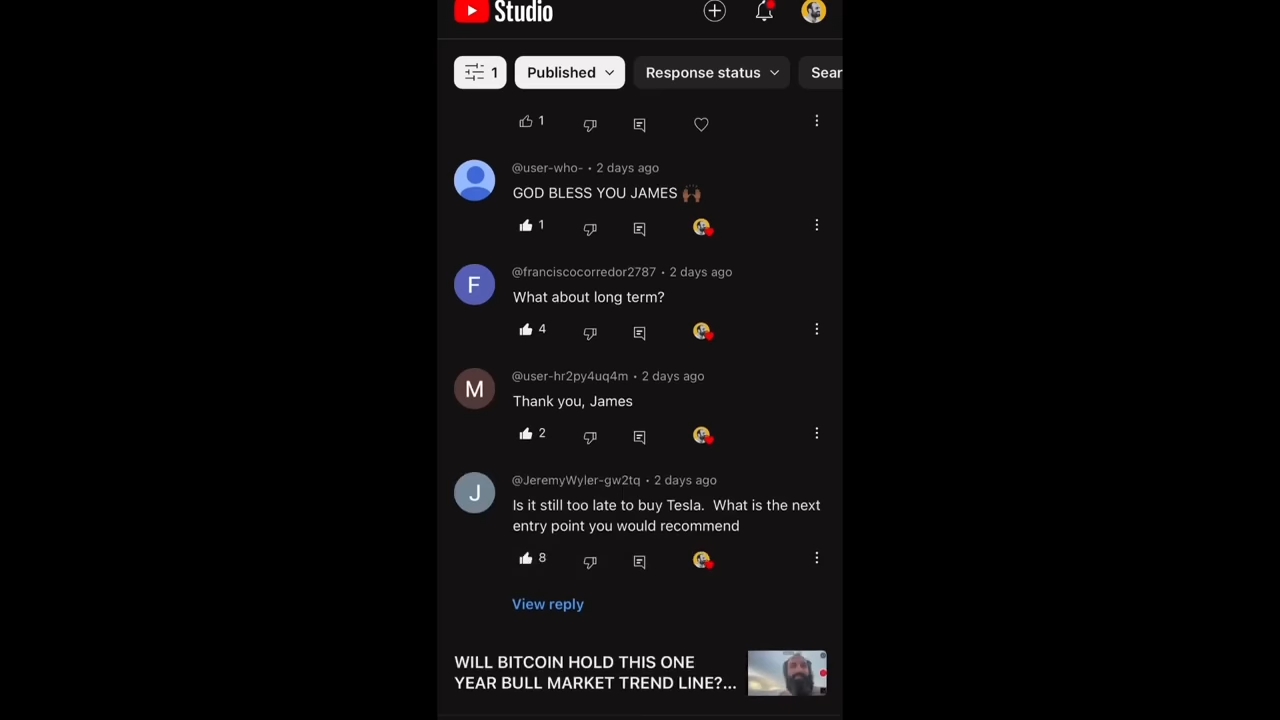 Studio
1 Published Response status Sear
1
@user-who- • 2 days ago
GOD BLESS YOU JAMES 🙌🏾
1
F
@franciscocorredor2787 • 2 days ago
What about long term?
4
M
@user-hr2py4uq4m • 2 days ago
Thank you, James
2
J
@JeremyWyler-gw2tq • 2 days ago
Is it still too late to buy Tesla. What is the next
entry point you would recommend
8
View reply
WILL BITCOIN HOLD THIS ONE
YEAR BULL MARKET TREND LINE?...